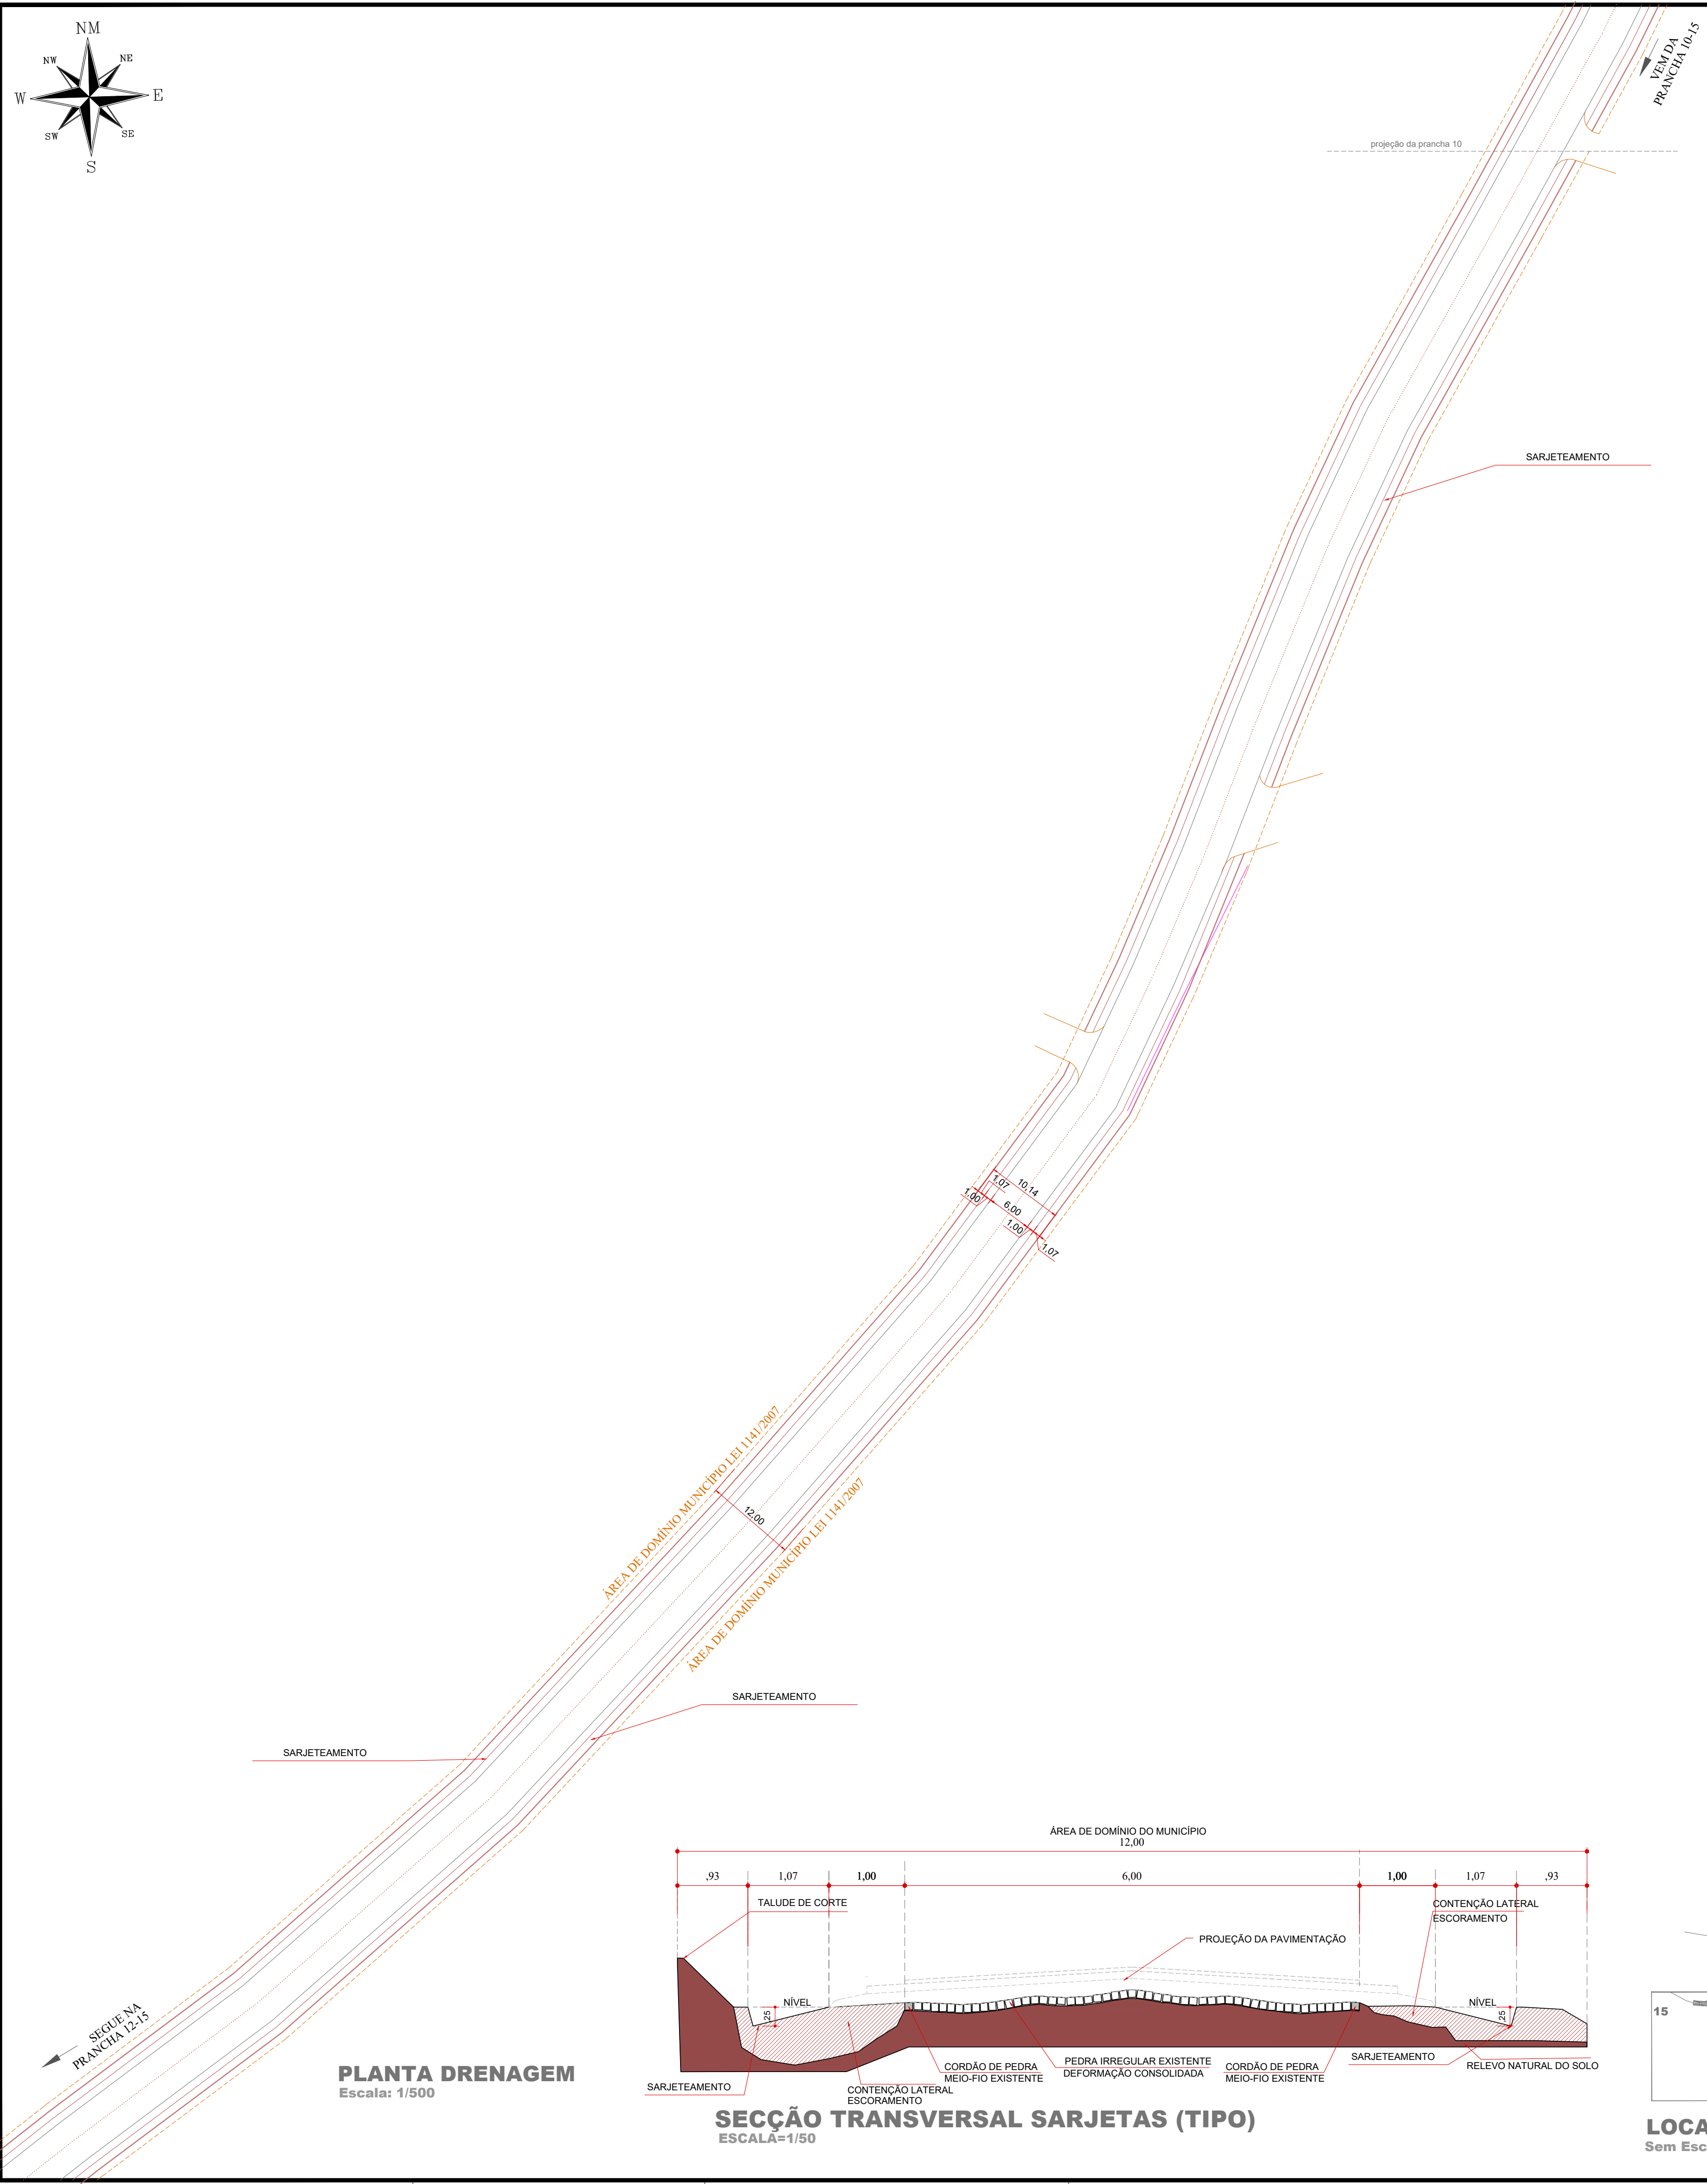 NM
NW
NE
W
E
SW
SE
S
VEM DA
PRANCHA 10-15
projeção da prancha 10
SARJETEAMENTO
1,07
10,14
1,00
6,00
1,00
1,07
ÁREA DE DOMÍNIO MUNICÍPIO LEI 1141/2007
12,00
ÁREA DE DOMÍNIO MUNICÍPIO LEI 1141/2007
SARJETEAMENTO
SARJETEAMENTO
SEGUE NA
PRANCHA 12-15
PLANTA DRENAGEM
Escala: 1/500
ÁREA DE DOMÍNIO DO MUNICÍPIO
12,00
,93
1,07
1,00
6,00
1,00
1,07
,93
TALUDE DE CORTE
CONTENÇÃO LATERAL
ESCORAMENTO
PROJEÇÃO DA PAVIMENTAÇÃO
NÍVEL
,25
NÍVEL
,25
SARJETEAMENTO
CONTENÇÃO LATERAL
ESCORAMENTO
CORDÃO DE PEDRA
MEIO-FIO EXISTENTE
PEDRA IRREGULAR EXISTENTE
DEFORMAÇÃO CONSOLIDADA
CORDÃO DE PEDRA
MEIO-FIO EXISTENTE
SARJETEAMENTO
RELEVO NATURAL DO SOLO
SECÇÃO TRANSVERSAL SARJETAS (TIPO)
ESCALA=1/50
15
LOCA
Sem Esc